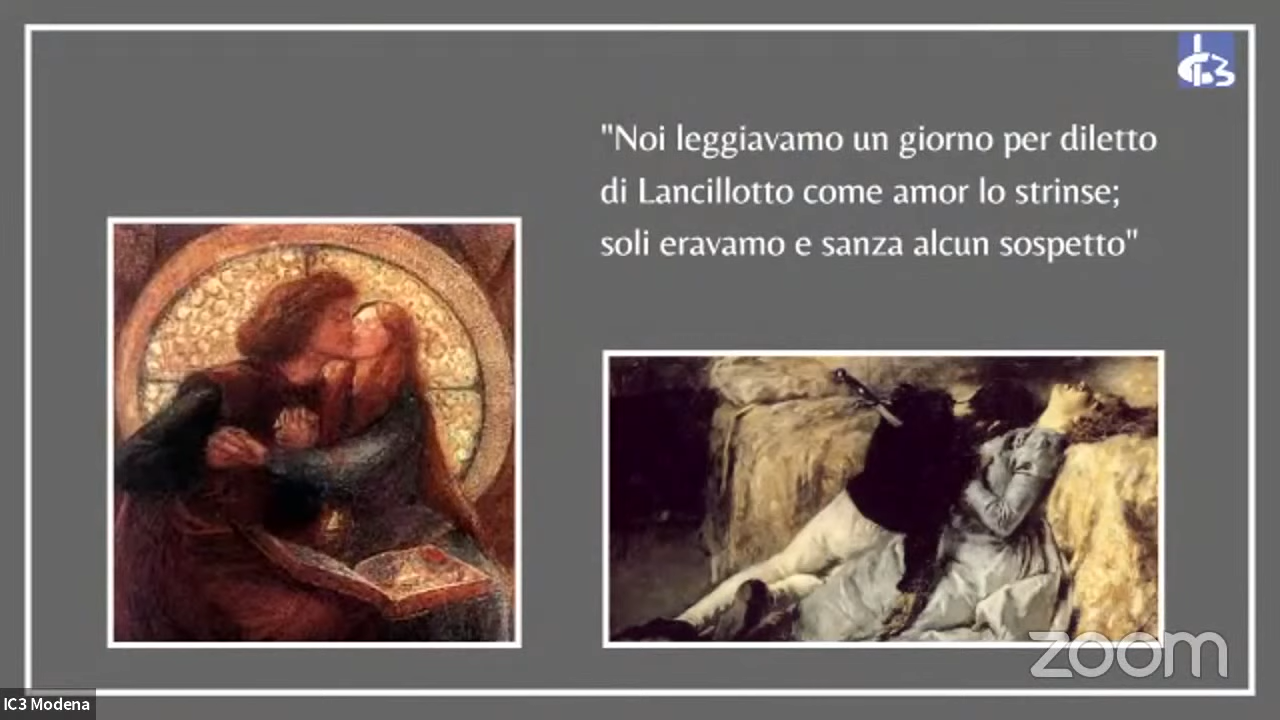 "Noi leggiavamo un giorno per diletto
di Lancillotto come amor lo strinse;
soli eravamo e sanza alcun sospetto"
zoom
IC3 Modena